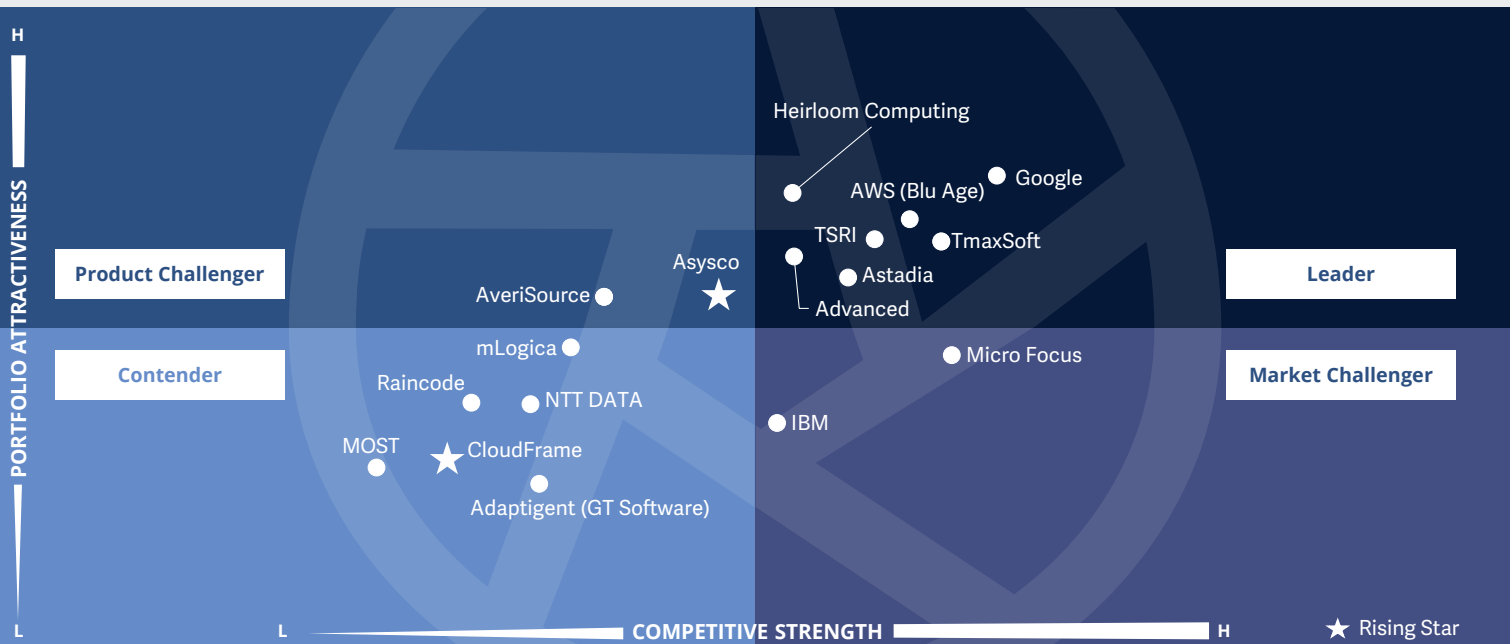 H
PORTFOLIO ATTRACTIVENESS
L
Product Challenger
Contender
Leader
Market Challenger
Heirloom Computing
Google
AWS (Blu Age)
TSRI
TmaxSoft
Astadia
Advanced
Asysco
AveriSource
mLogica
Raincode
NTT DATA
MOST
CloudFrame
Adaptigent (GT Software)
Micro Focus
IBM
L
COMPETITIVE STRENGTH
H
Rising Star